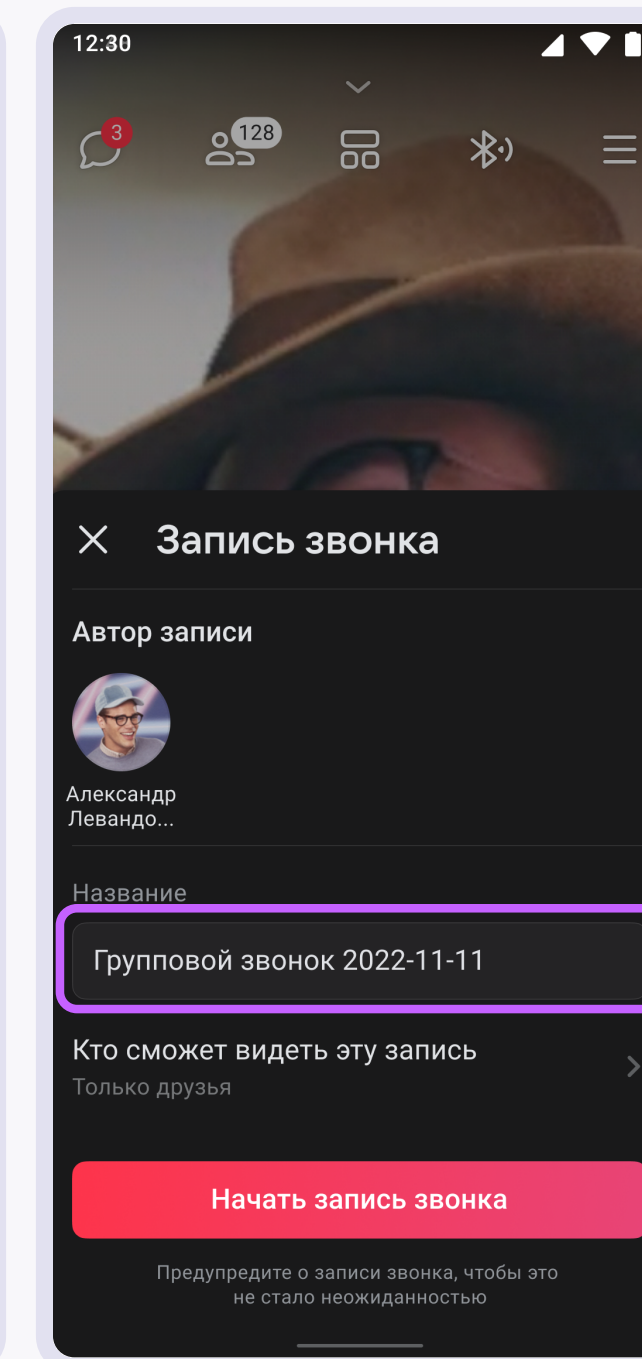 12:30
3
128
Запись звонка
Автор записи
Александр
Левандо...
Название
Групповой звонок 2022-11-11
Кто сможет видеть эту запись
Только друзья
Начать запись звонка
Предупредите о записи звонка, чтобы это
не стало неожиданностью